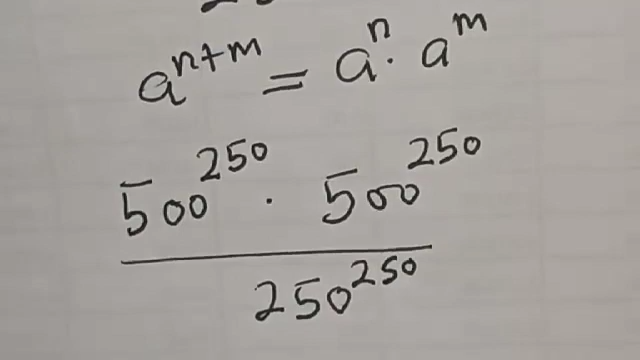 a^{n+m} = a^n · a^m
500^{250} · 500^{250}
250^{250}